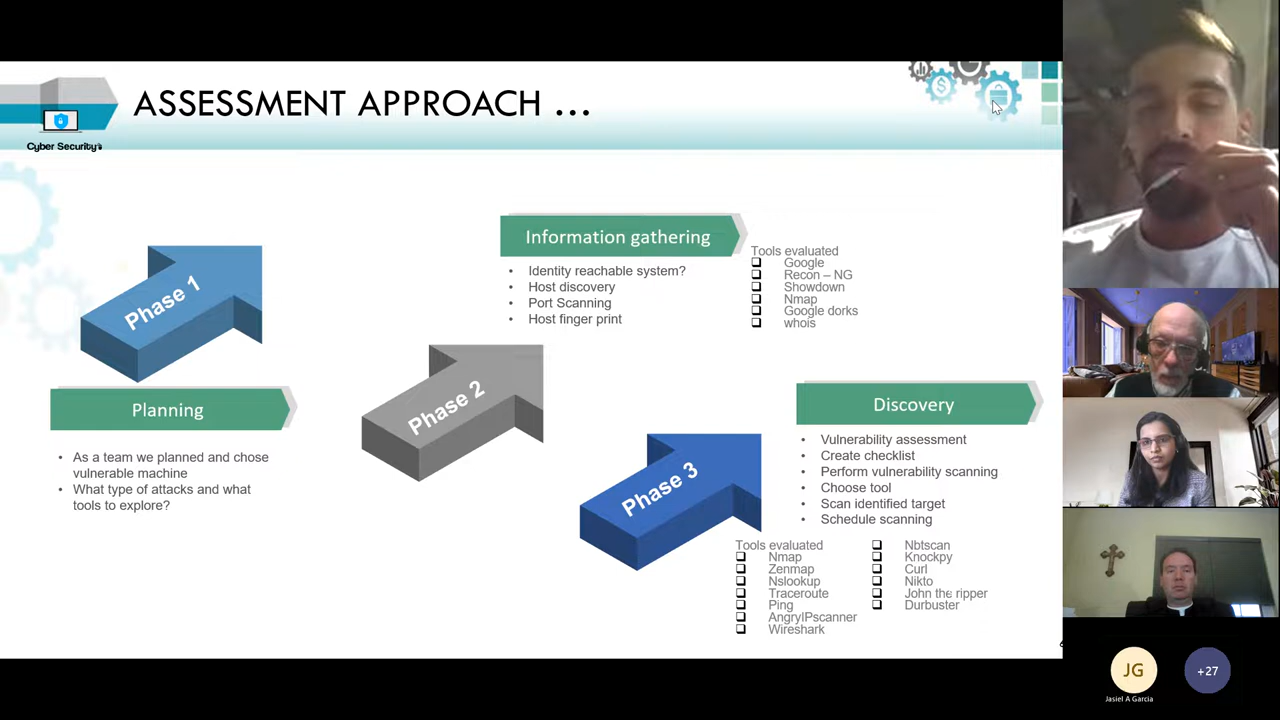 ASSESSMENT APPROACH ...
Cyber Security
Phase 1
Planning
• As a team we planned and chose
vulnerable machine
• What type of attacks and what
tools to explore?
Phase 2
Information gathering
• Identity reachable system?
• Host discovery
• Port Scanning
• Host finger print
Tools evaluated
Google
Recon – NG
Showdown
Nmap
Google dorks
whois
Phase 3
Discovery
• Vulnerability assessment
• Create checklist
• Perform vulnerability scanning
• Choose tool
• Scan identified target
• Schedule scanning
Tools evaluated
Nmap
Zenmap
Nslookup
Traceroute
Ping
AngryIPscanner
Wireshark
Nbtscan
Knockpy
Curl
Nikto
John the ripper
Durbuster
JG
Jasiel A Garcia
+27